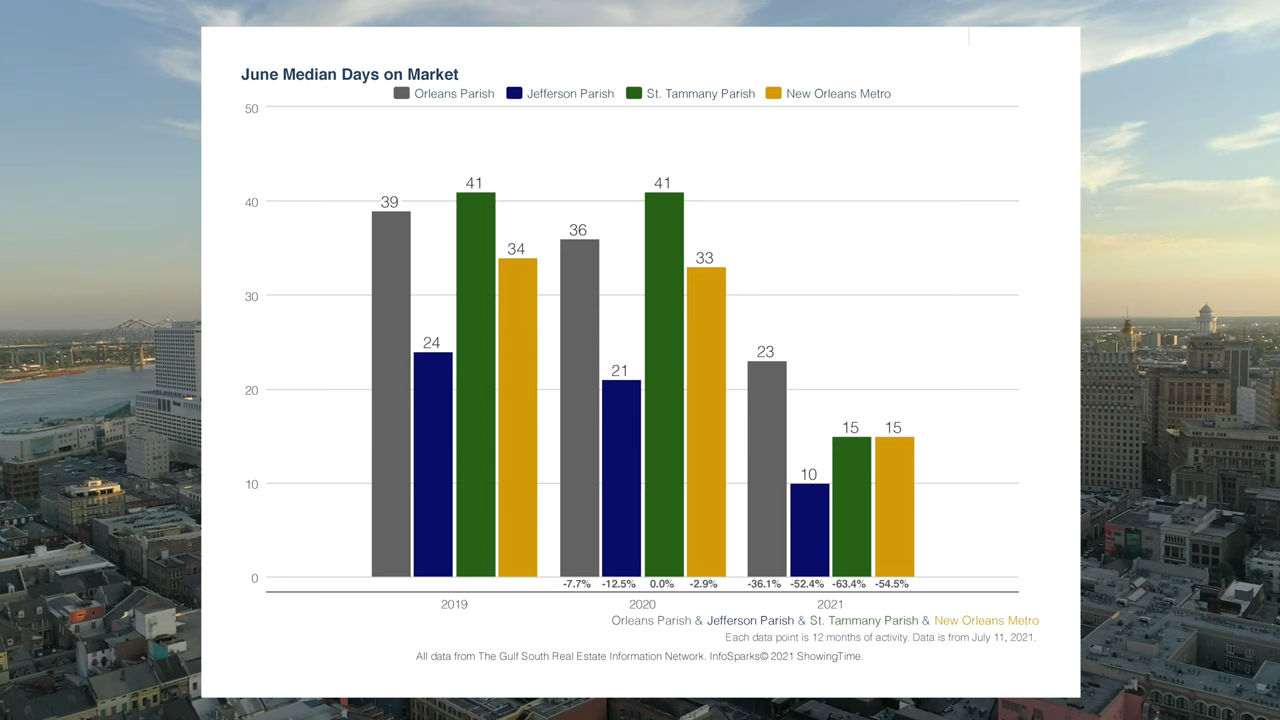 June Median Days on Market
Orleans Parish Jefferson Parish St. Tammany Parish New Orleans Metro
50
41 41
40
39
36
34
33
30
24
23
21
20
15 15
10
10
0
-7.7% -12.5% 0.0% -2.9% -36.1% -52.4% -63.4% -54.5%
2019 2020 2021
Orleans Parish & Jefferson Parish & St. Tammany Parish & New Orleans Metro
Each data point is 12 months of activity. Data is from July 11, 2021.
All data from The Gulf South Real Estate Information Network. InfoSparks© 2021 ShowingTime.